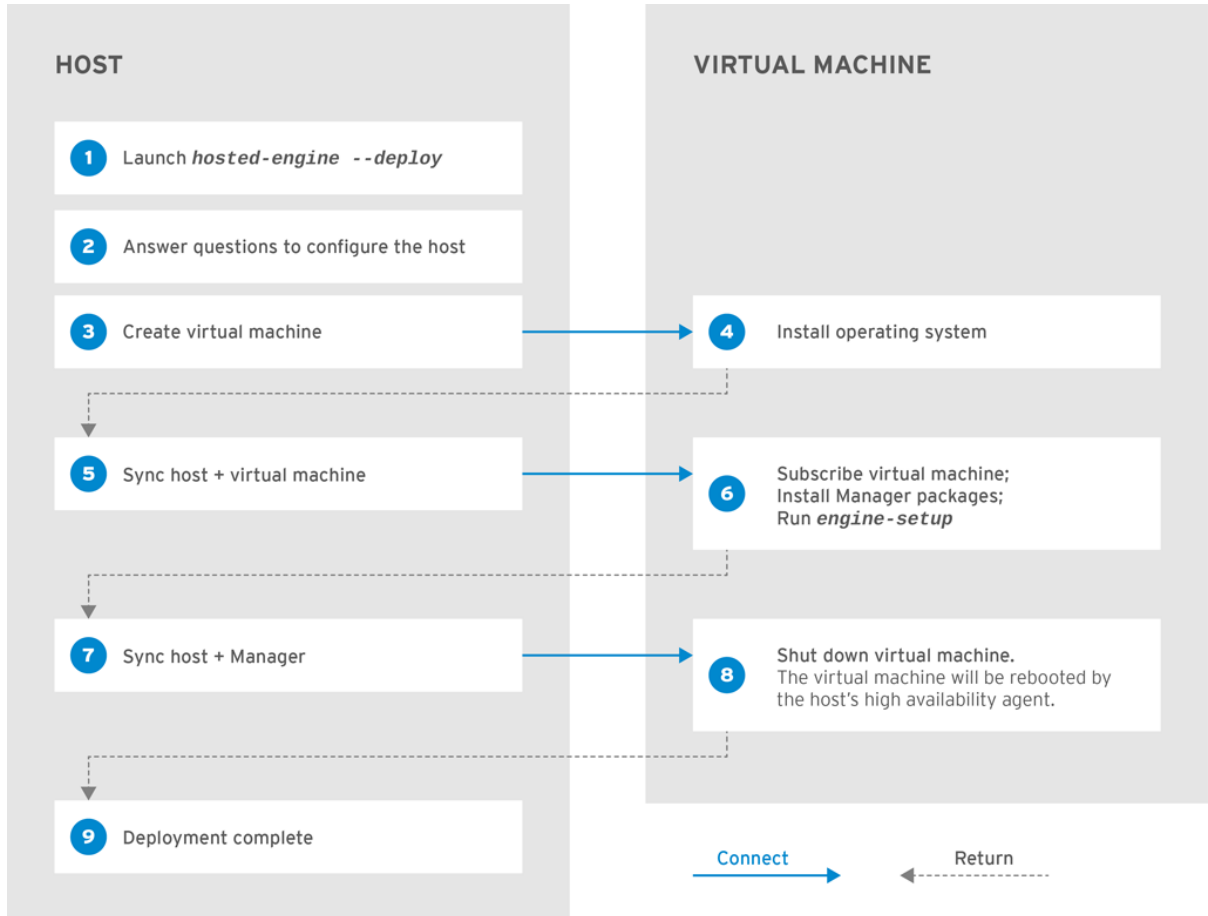 HOST
1 Launch hosted-engine --deploy
2 Answer questions to configure the host
3 Create virtual machine
5 Sync host + virtual machine
7 Sync host + Manager
9 Deployment complete
VIRTUAL MACHINE
4 Install operating system
6 Subscribe virtual machine;
Install Manager packages;
Run engine-setup
8 Shut down virtual machine.
The virtual machine will be rebooted by
the host's high availability agent.
Connect
Return